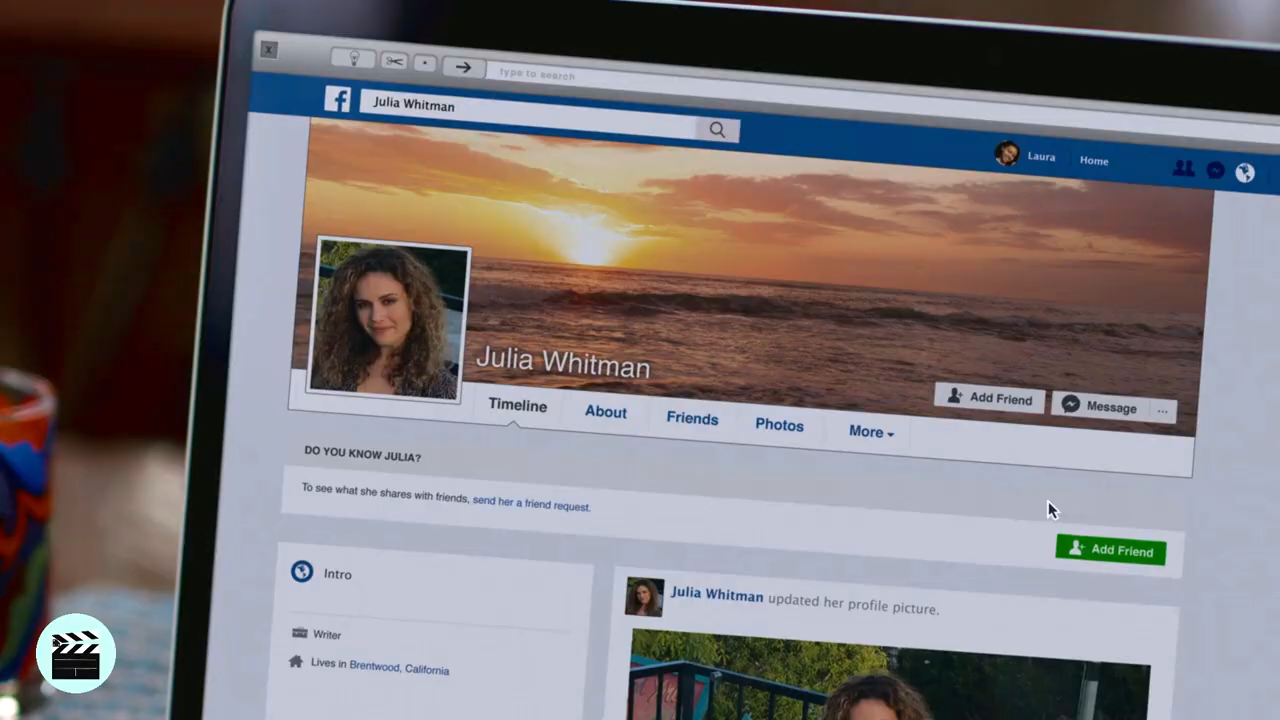 type to search
f
Julia Whitman
Laura
Home
Julia Whitman
Add Friend
Message
...
Timeline
About
Friends
Photos
More
DO YOU KNOW JULIA?
To see what she shares with friends, send her a friend request.
Add Friend
Intro
Writer
Lives in Brentwood, California
Julia Whitman updated her profile picture.